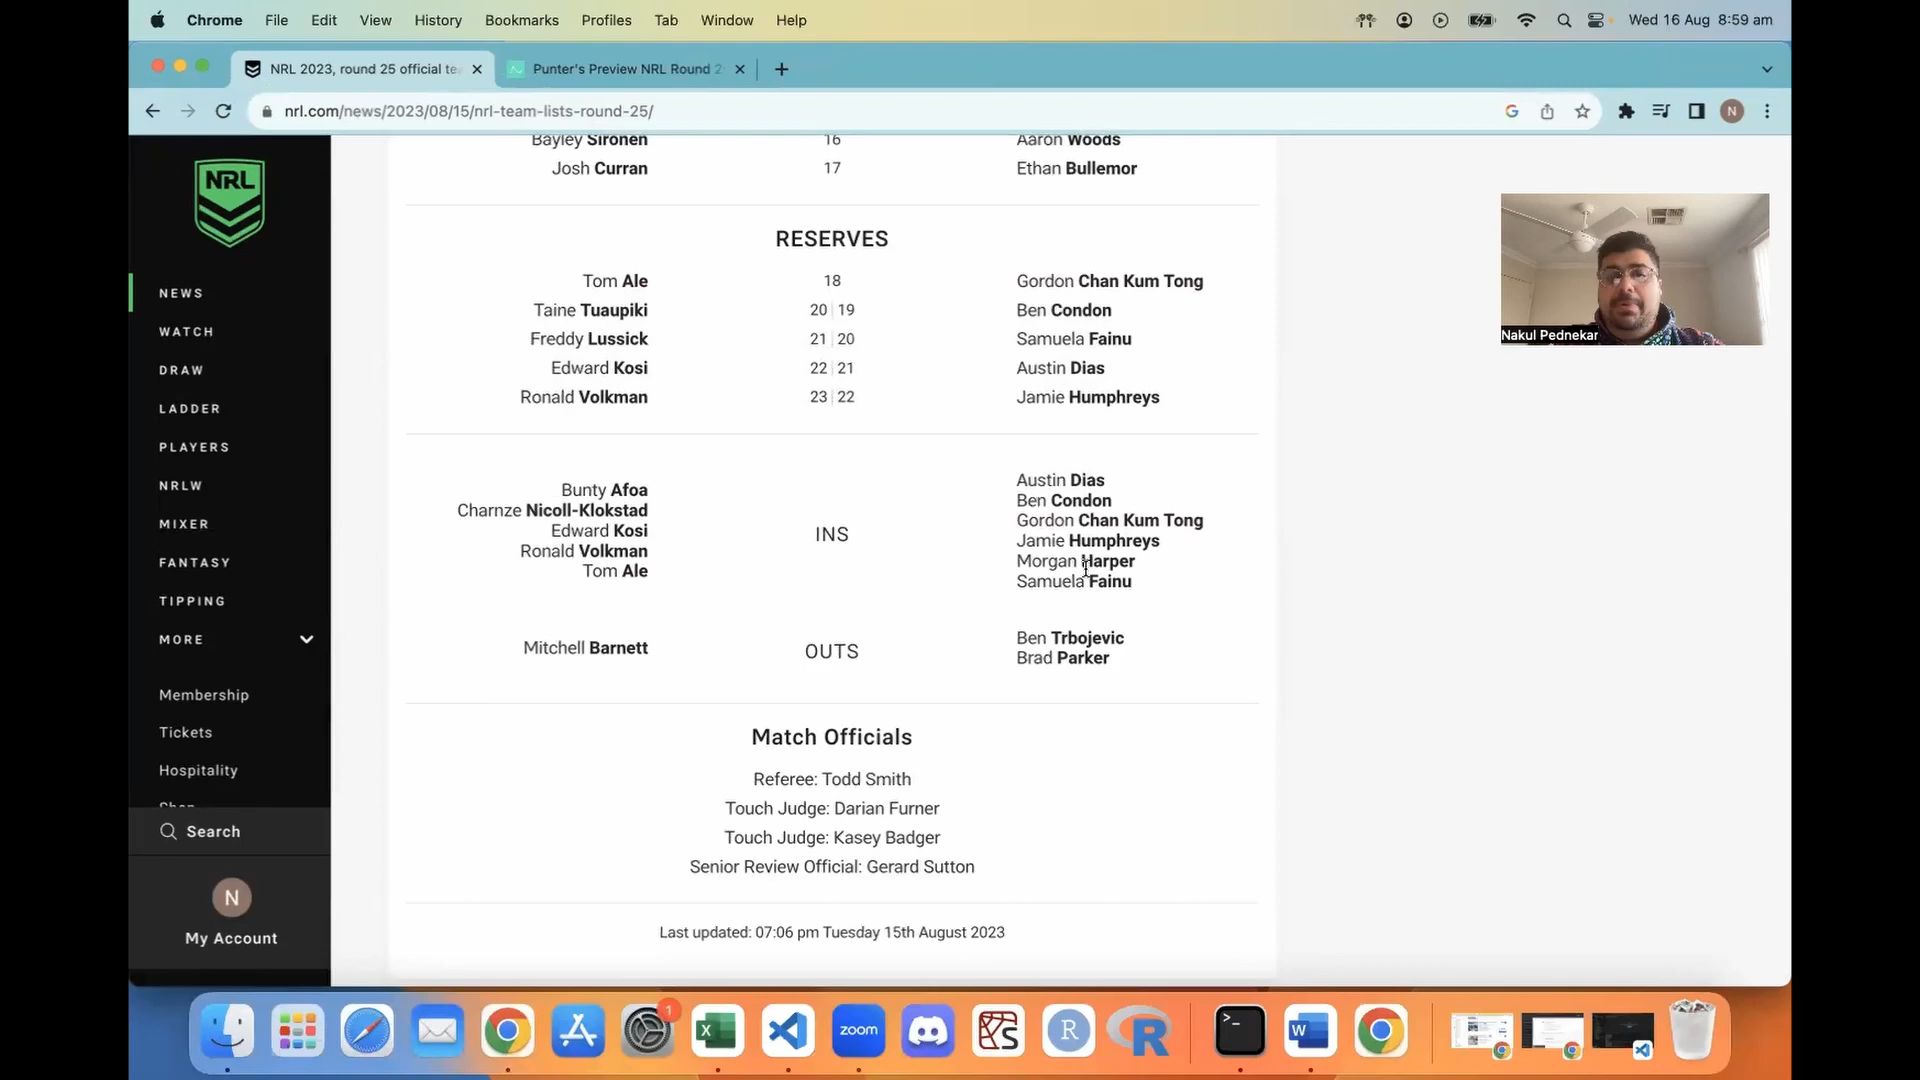 Chrome File Edit View History Bookmarks Profiles Tab Window Help Wed 16 Aug 8:59 am
NRL 2023, round 25 official te Punter's Preview NRL Round 2
nrl.com/news/2023/08/15/nrl-team-lists-round-25/ G N
NRL
NEWS
WATCH
DRAW
LADDER
PLAYERS
NRLW
MIXER
FANTASY
TIPPING
MORE
Membership
Tickets
Hospitality
Shop
Search
N
My Account
Bayley Sironen 16 Aaron Woods
Josh Curran 17 Ethan Bullemor
RESERVES
Tom Ale 18 Gordon Chan Kum Tong
Taine Tuaupiki 20 | 19 Ben Condon
Freddy Lussick 21 | 20 Samuela Fainu
Edward Kosi 22 | 21 Austin Dias
Ronald Volkman 23 | 22 Jamie Humphreys
Bunty Afoa
Charnze Nicoll-Klokstad
Edward Kosi
Ronald Volkman
Tom Ale
INS
Austin Dias
Ben Condon
Gordon Chan Kum Tong
Jamie Humphreys
Morgan Harper
Samuela Fainu
Mitchell Barnett
OUTS
Ben Trbojevic
Brad Parker
Match Officials
Referee: Todd Smith
Touch Judge: Darian Furner
Touch Judge: Kasey Badger
Senior Review Official: Gerard Sutton
Last updated: 07:06 pm Tuesday 15th August 2023
Nakul Pednekar
1
X zoom R R >_ W